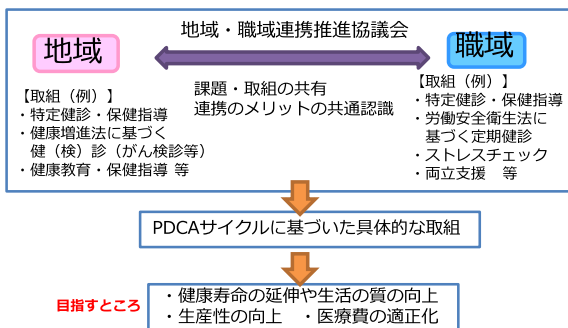 地域・職域連携推進協議会
地域
職域
課題・取組の共有
連携のメリットの共通認識
【取組（例）】
・特定健診・保健指導
・健康増進法に基づく
健（検）診（がん検診等）
・健康教育・保健指導 等
【取組（例）】
・特定健診・保健指導
・労働安全衛生法に
基づく定期健診
・ストレスチェック
・両立支援　等
PDCAサイクルに基づいた具体的な取組
目指すところ
・健康寿命の延伸や生活の質の向上
・生産性の向上　・医療費の適正化